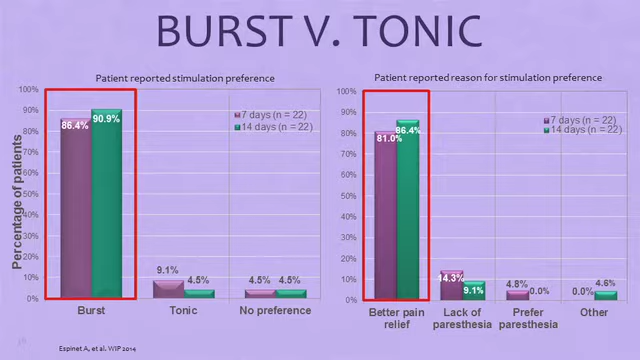 BURST V. TONIC
Patient reported stimulation preference
100%
90%
80%
70%
60%
50%
40%
30%
20%
10%
0%
Percentage of patients
86.4%
90.9%
9.1%
4.5%
4.5%
4.5%
7 days (n = 22)
14 days (n = 22)
Burst
Tonic
No preference
Patient reported reason for stimulation preference
100%
90%
80%
70%
60%
50%
40%
30%
20%
10%
0%
81.0%
86.4%
14.3%
9.1%
4.8%
0.0%
0.0%
4.6%
7 days (n = 22)
14 days (n = 22)
Better pain
relief
Lack of
paresthesia
Prefer
paresthesia
Other
Espinet A, et al. WIP 2014